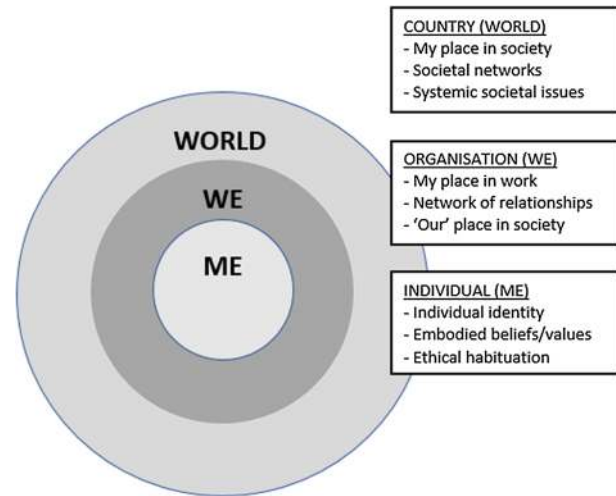 COUNTRY (WORLD)
- My place in society
- Societal networks
- Systemic societal issues
WORLD
WE
ME
ORGANISATION (WE)
- My place in work
- Network of relationships
- ‘Our’ place in society
INDIVIDUAL (ME)
- Individual identity
- Embodied beliefs/values
- Ethical habituation